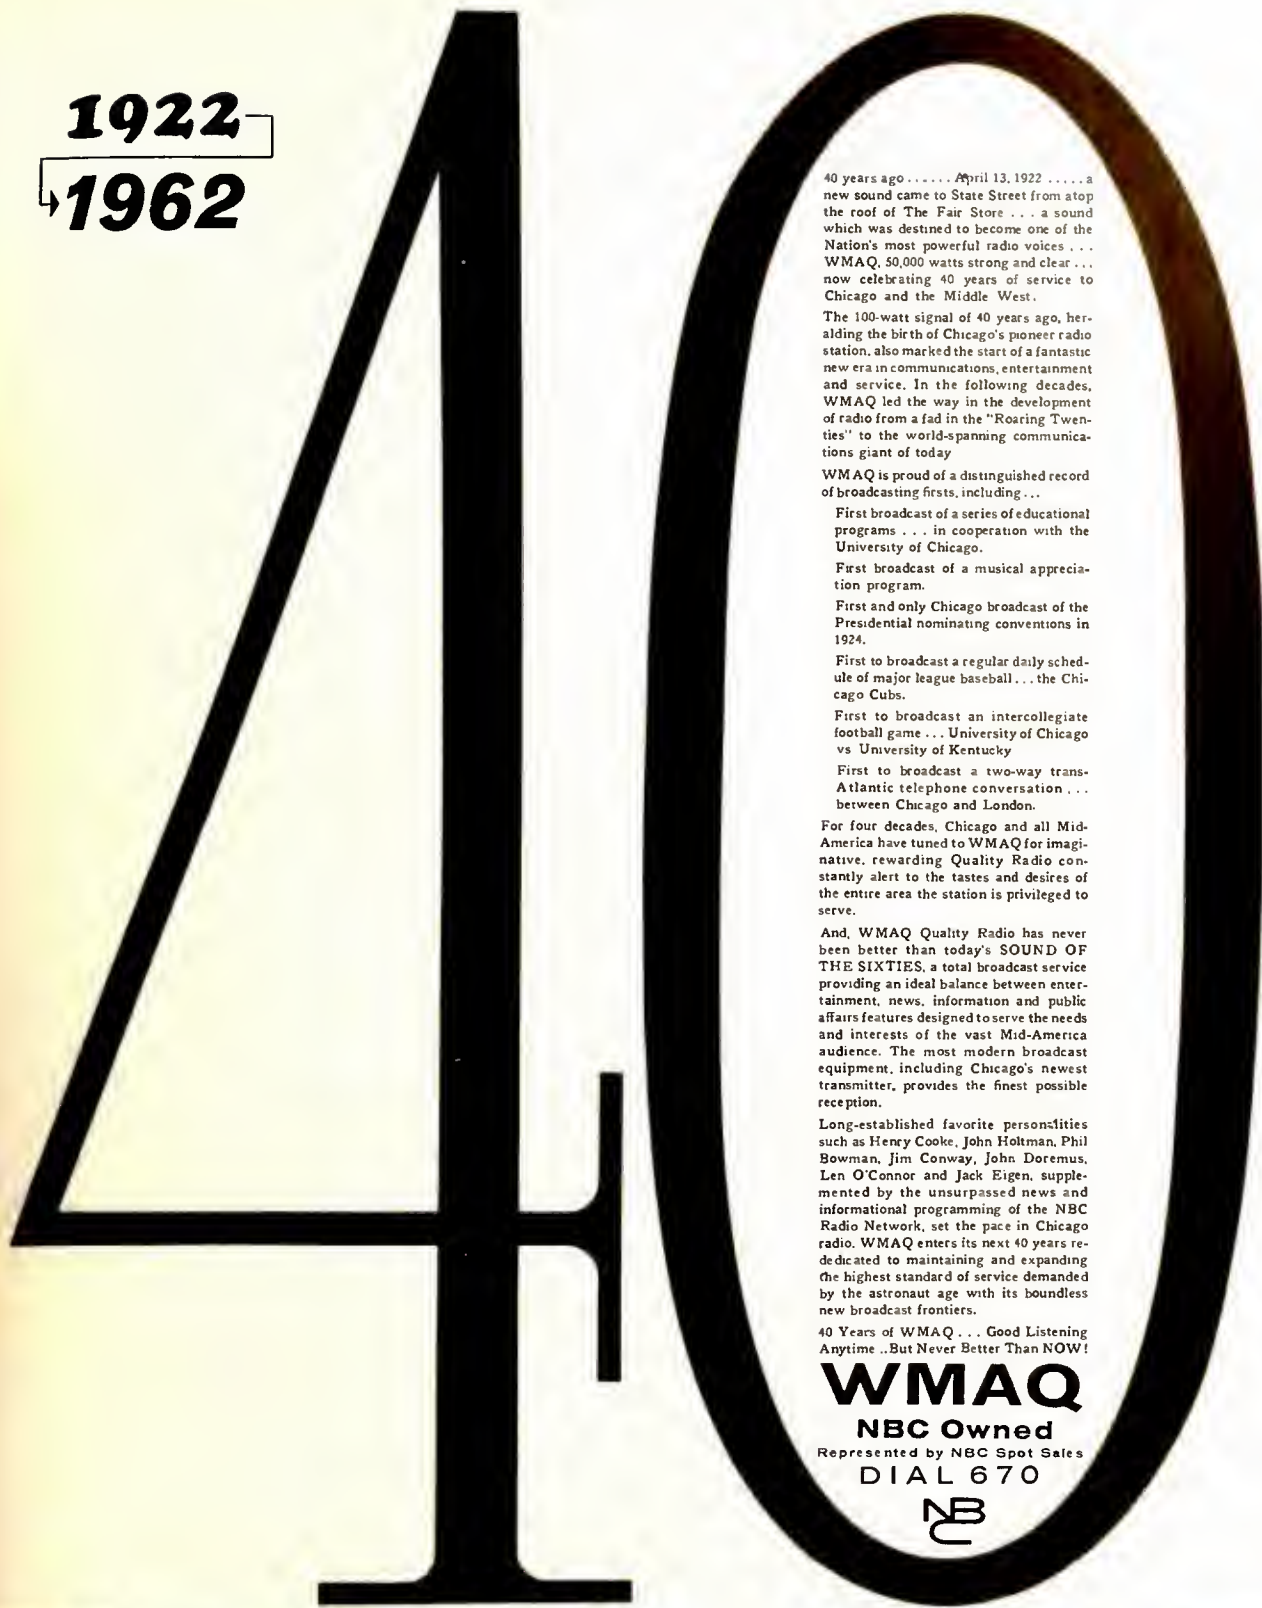 1922
1962
40
40 years ago ...... April 13, 1922 ..... a
new sound came to State Street from atop
the roof of The Fair Store ... a sound
which was destined to become one of the
Nation's most powerful radio voices ...
WMAQ, 50,000 watts strong and clear ...
now celebrating 40 years of service to
Chicago and the Middle West.
The 100-watt signal of 40 years ago, her-
alding the birth of Chicago's pioneer radio
station, also marked the start of a fantastic
new era in communications, entertainment
and service. In the following decades,
WMAQ led the way in the development
of radio from a fad in the "Roaring Twen-
ties" to the world-spanning communica-
tions giant of today
WMAQ is proud of a distinguished record
of broadcasting firsts, including ...
First broadcast of a series of educational
programs ... in cooperation with the
University of Chicago.
First broadcast of a musical apprecia-
tion program.
First and only Chicago broadcast of the
Presidential nominating conventions in
1924.
First to broadcast a regular daily sched-
ule of major league baseball ... the Chi-
cago Cubs.
First to broadcast an intercollegiate
football game ... University of Chicago
vs University of Kentucky
First to broadcast a two-way trans-
Atlantic telephone conversation ...
between Chicago and London.
For four decades, Chicago and all Mid-
America have tuned to WMAQ for imagi-
native, rewarding Quality Radio con-
stantly alert to the tastes and desires of
the entire area the station is privileged to
serve.
And, WMAQ Quality Radio has never
been better than today's SOUND OF
THE SIXTIES, a total broadcast service
providing an ideal balance between enter-
tainment, news, information and public
affairs features designed to serve the needs
and interests of the vast Mid-America
audience. The most modern broadcast
equipment, including Chicago's newest
transmitter, provides the finest possible
reception.
Long-established favorite personalities
such as Henry Cooke, John Holtman, Phil
Bowman, Jim Conway, John Doremus,
Len O'Connor and Jack Eigen, supple-
mented by the unsurpassed news and
informational programming of the NBC
Radio Network, set the pace in Chicago
radio. WMAQ enters its next 40 years re-
dedicated to maintaining and expanding
the highest standard of service demanded
by the astronaut age with its boundless
new broadcast frontiers.
40 Years of WMAQ ... Good Listening
Anytime ..But Never Better Than NOW!
WMAQ
NBC Owned
Represented by NBC Spot Sales
DIAL 670
NBC